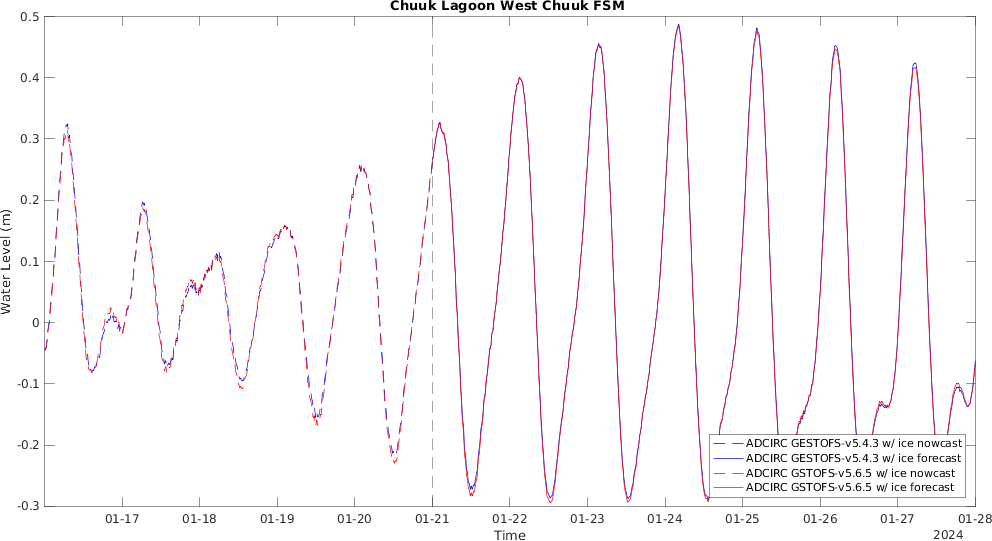 Chuuk Lagoon West Chuuk FSM
0.5
0.4
0.3
0.2
0.1
0
-0.1
-0.2
-0.3
Water Level (m)
ADCIRC GESTOFS-v5.4.3 w/ ice nowcast
ADCIRC GESTOFS-v5.4.3 w/ ice forecast
ADCIRC GSTOFS-v5.6.5 w/ ice nowcast
ADCIRC GSTOFS-v5.6.5 w/ ice forecast
01-17 01-18 01-19 01-20 01-21 01-22 01-23 01-24 01-25 01-26 01-27 01-28
Time
2024